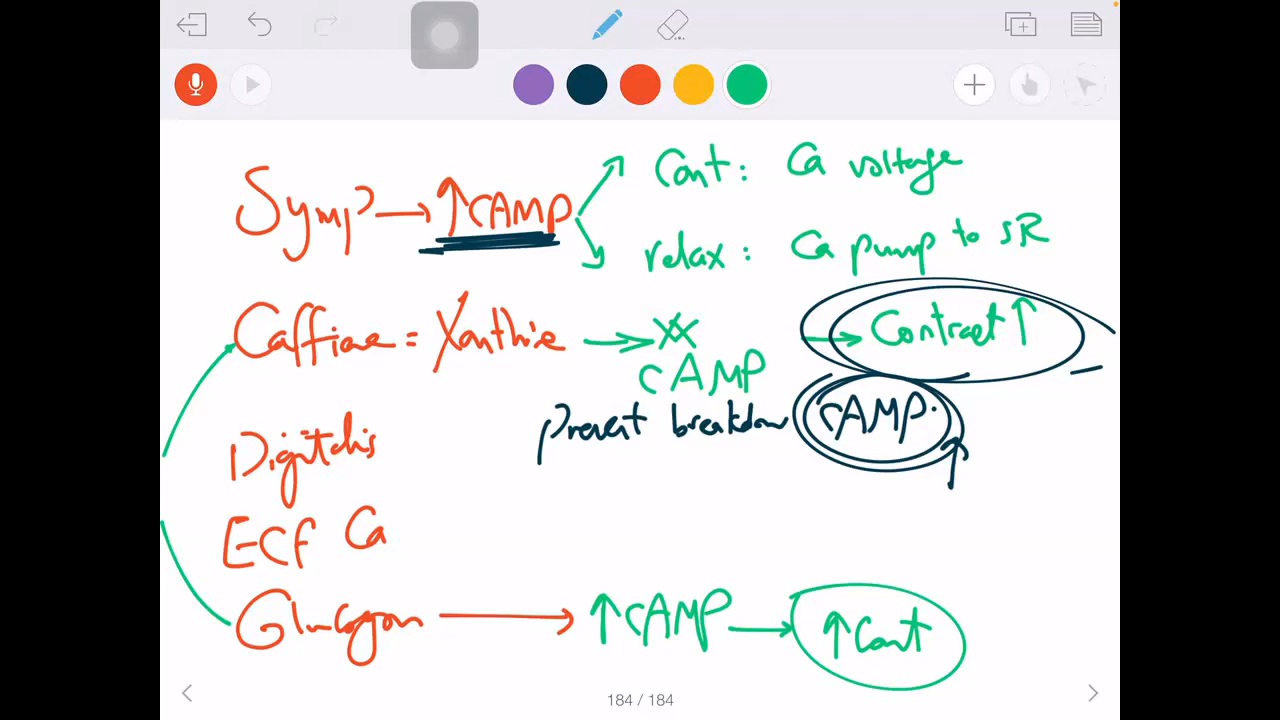 Symp → ↑cAMP
Cont : Ca voltage
relax : Ca pump to SR
Caffiene = Xanthie → XX → Contract ↑
cAMP
prevent breakdown cAMP. ↑
Digitalis
ECF Ca
Glucagon → ↑cAMP → ↑Cont
184 / 184